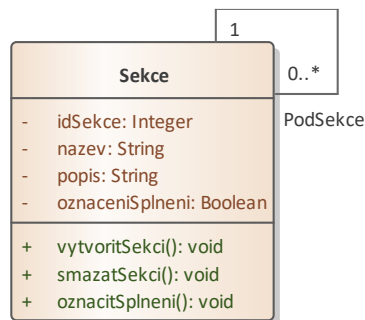 1
Sekce
0..*
PodSekce
- idSekce: Integer
- nazev: String
- popis: String
- oznaceniSplneni: Boolean
+ vytvoritSekci(): void
+ smazatSekci(): void
+ oznacitSplneni(): void